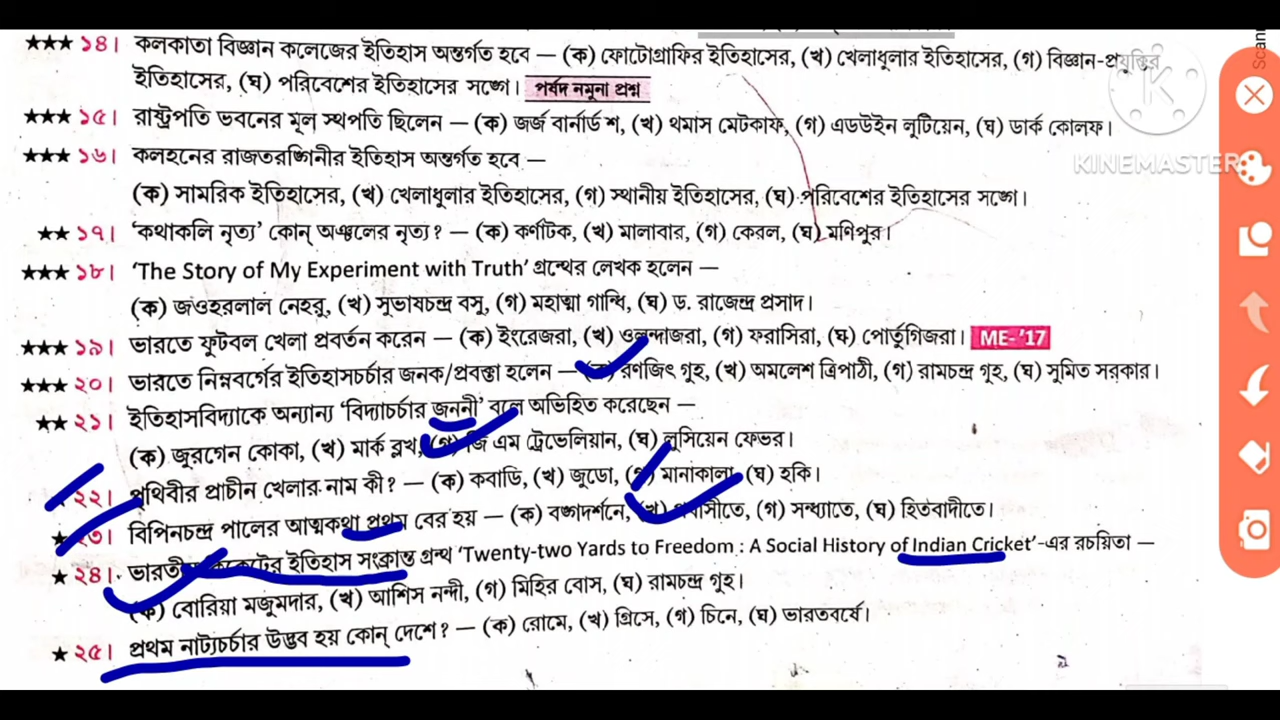 ★★★ ১৪। কলকাতা বিজ্ঞান কলেজের ইতিহাস অন্তর্গত হবে — (ক) ফোটোগ্রাফির ইতিহাসের, (খ) খেলাধুলার ইতিহাসের, (গ) বিজ্ঞান-প্রযুক্তির
ইতিহাসের, (ঘ) পরিবেশের ইতিহাসের সঙ্গে। পর্ষদ নমুনা প্রশ্ন
★★★ ১৫। রাষ্ট্রপতি ভবনের মূল স্থপতি ছিলেন — (ক) জর্জ বার্নার্ড শ, (খ) থমাস মেটকাফ, (গ) এডউইন লুটিয়েন, (ঘ) ডার্ক কোলফ।
★★★ ১৬। কলহনের রাজতরঙ্গিনীর ইতিহাস অন্তর্গত হবে —
(ক) সামরিক ইতিহাসের, (খ) খেলাধুলার ইতিহাসের, (গ) স্থানীয় ইতিহাসের, (ঘ) পরিবেশের ইতিহাসের সঙ্গে।
★★ ১৭। ‘কথাকলি নৃত্য’ কোন্ অঞ্চলের নৃত্য? — (ক) কর্ণাটক, (খ) মালাবার, (গ) কেরল, (ঘ) মণিপুর।
★★★ ১৮। ‘The Story of My Experiment with Truth’ গ্রন্থের লেখক হলেন —
(ক) জওহরলাল নেহরু, (খ) সুভাষচন্দ্র বসু, (গ) মহাত্মা গান্ধি, (ঘ) ড. রাজেন্দ্র প্রসাদ।
★★★ ১৯। ভারতে ফুটবল খেলা প্রবর্তন করেন — (ক) ইংরেজরা, (খ) ওলন্দাজরা, (গ) ফরাসিরা, (ঘ) পোর্তুগিজরা। ME-'17
★★★ ২০। ভারতে নিম্নবর্গের ইতিহাসচর্চার জনক/প্রবক্তা হলেন — (ক) রণজিৎ গুহ, (খ) অমলেশ ত্রিপাঠী, (গ) রামচন্দ্র গুহ, (ঘ) সুমিত সরকার।
★★ ২১। ইতিহাসবিদ্যাকে অন্যান্য ‘বিদ্যাচর্চার জননী’ বলে অভিহিত করেছেন —
(ক) জুরগেন কোকা, (খ) মার্ক ব্লখ, (গ) জি এম ট্রেভেলিয়ান, (ঘ) লুসিয়েন ফেভর।
২২। পৃথিবীর প্রাচীন খেলার নাম কী? — (ক) কবাডি, (খ) জুডো, (গ) মানাকালা, (ঘ) হকি।
★ ২৩। বিপিনচন্দ্র পালের আত্মকথা প্রথম বের হয় — (ক) বঙ্গদর্শনে, (খ) প্রবাসীতে, (গ) সন্ধ্যাতে, (ঘ) হিতবাদীতে।
★ ২৪। ভারতীয় ক্রিকেটের ইতিহাস সংক্রান্ত গ্রন্থ ‘Twenty-two Yards to Freedom : A Social History of Indian Cricket’-এর রচয়িতা —
(ক) বোরিয়া মজুমদার, (খ) আশিস নন্দী, (গ) মিহির বোস, (ঘ) রামচন্দ্র গুহ।
★ ২৫। প্রথম নাট্যচর্চার উদ্ভব হয় কোন্ দেশে? — (ক) রোমে, (খ) গ্রিসে, (গ) চিনে, (ঘ) ভারতবর্ষে।
K
KINEMASTER